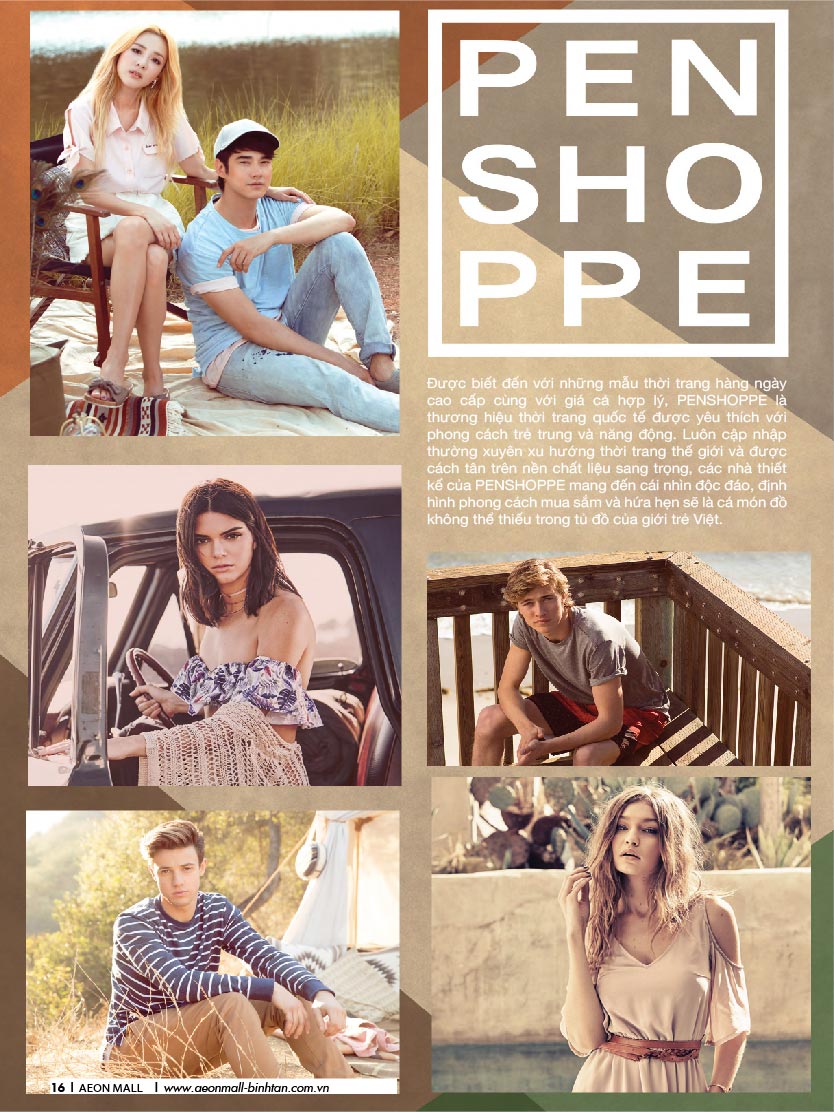 PEN
SHO
PPE
Được biết đến với những mẫu thời trang hàng ngày
cao cấp cùng với giá cả hợp lý, PENSHOPPE là
thương hiệu thời trang quốc tế được yêu thích với
phong cách trẻ trung và năng động. Luôn cập nhập
thường xuyên xu hướng thời trang thế giới và được
cách tân trên nền chất liệu sang trọng, các nhà thiết
kế của PENSHOPPE mang đến cái nhìn độc đáo, định
hình phong cách mua sắm và hứa hẹn sẽ là cá món đồ
không thể thiếu trong tủ đồ của giới trẻ Việt.
16 | AEON MALL | www.aeonmall-binhtan.com.vn